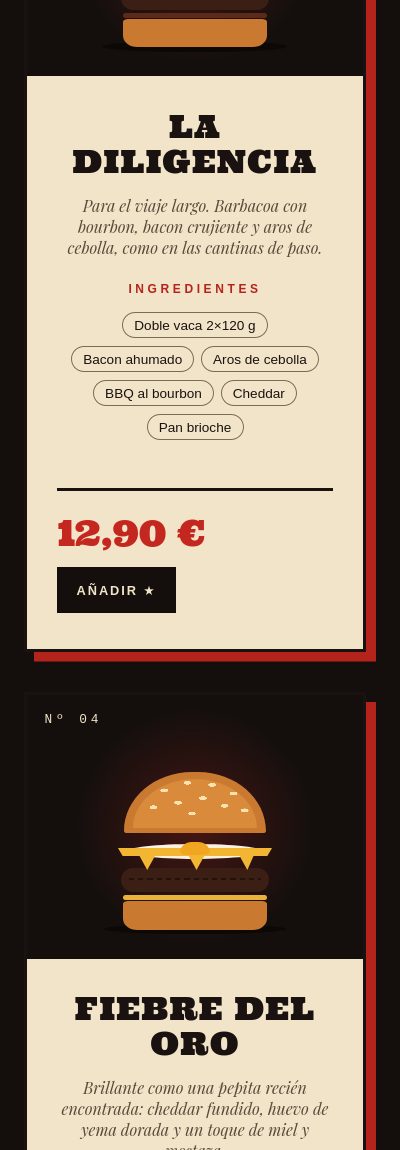 LA
DILIGENCIA
Para el viaje largo. Barbacoa con
bourbon, bacon crujiente y aros de
cebolla, como en las cantinas de paso.
INGREDIENTES
Doble vaca 2×120 g
Bacon ahumado Aros de cebolla
BBQ al bourbon Cheddar
Pan brioche
12,90 €
AÑADIR ★
Nº 04
FIEBRE DEL
ORO
Brillante como una pepita recién
encontrada: cheddar fundido, huevo de
yema dorada y un toque de miel y